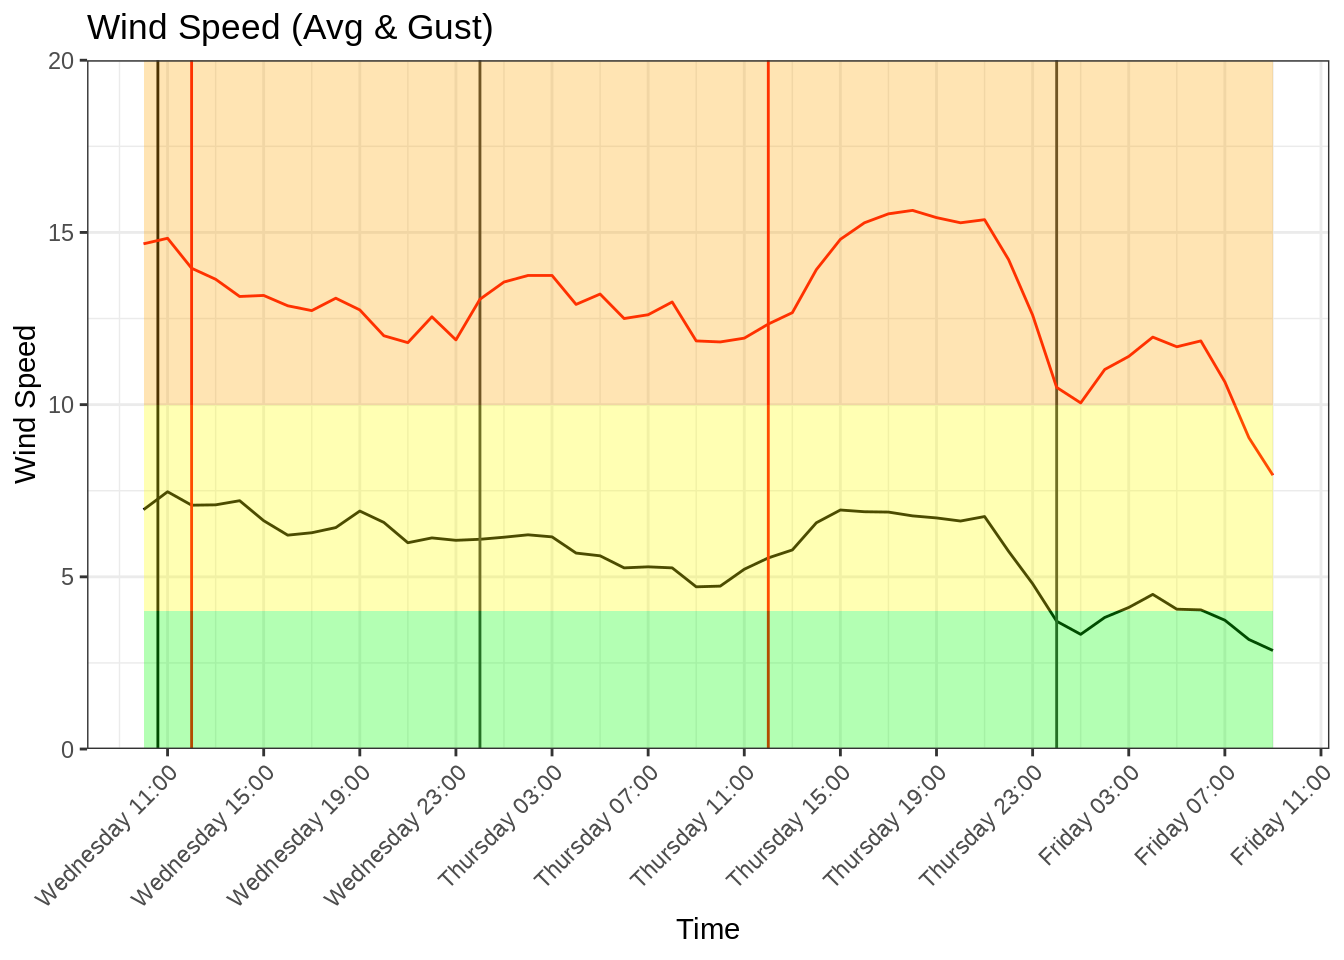 Wind Speed (Avg & Gust)
20
15
10
5
0
Wind Speed
Wednesday 11:00
Wednesday 15:00
Wednesday 19:00
Wednesday 23:00
Thursday 03:00
Thursday 07:00
Thursday 11:00
Thursday 15:00
Thursday 19:00
Thursday 23:00
Friday 03:00
Friday 07:00
Friday 11:00
Time